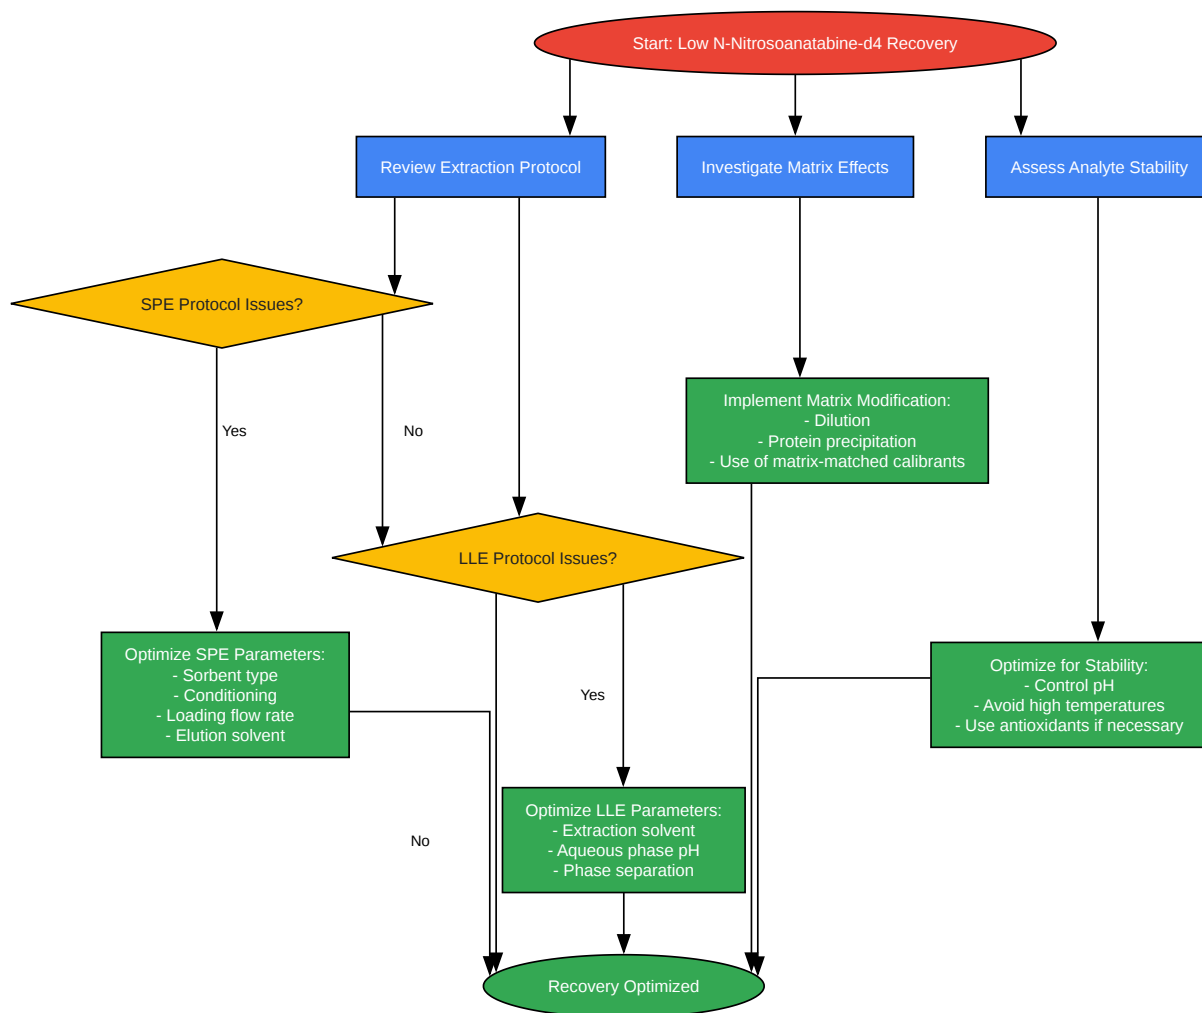 Start: Low N-Nitrosoanatabine-d4 Recovery
Review Extraction Protocol
Investigate Matrix Effects
Assess Analyte Stability
SPE Protocol Issues?
Yes
No
Implement Matrix Modification:
- Dilution
- Protein precipitation
- Use of matrix-matched calibrants
LLE Protocol Issues?
Optimize SPE Parameters:
- Sorbent type
- Conditioning
- Loading flow rate
- Elution solvent
Yes
Optimize for Stability:
- Control pH
- Avoid high temperatures
- Use antioxidants if necessary
No
Optimize LLE Parameters:
- Extraction solvent
- Aqueous phase pH
- Phase separation
Recovery Optimized